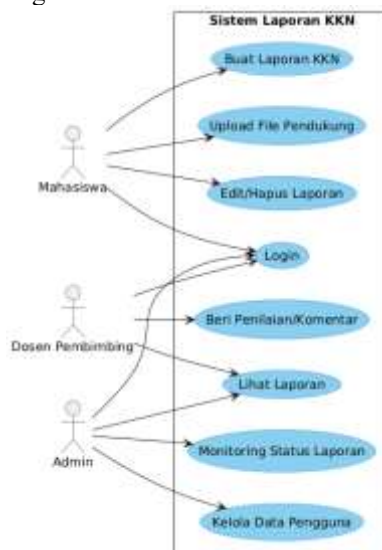 Sistem Laporan KKN
Buat Laporan KKN
Upload File Pendukung
Mahasiswa
Edit/Hapus Laporan
Login
Dosen Pembimbing
Beri Penilaian/Komentar
Lihat Laporan
Admin
Monitoring Status Laporan
Kelola Data Pengguna